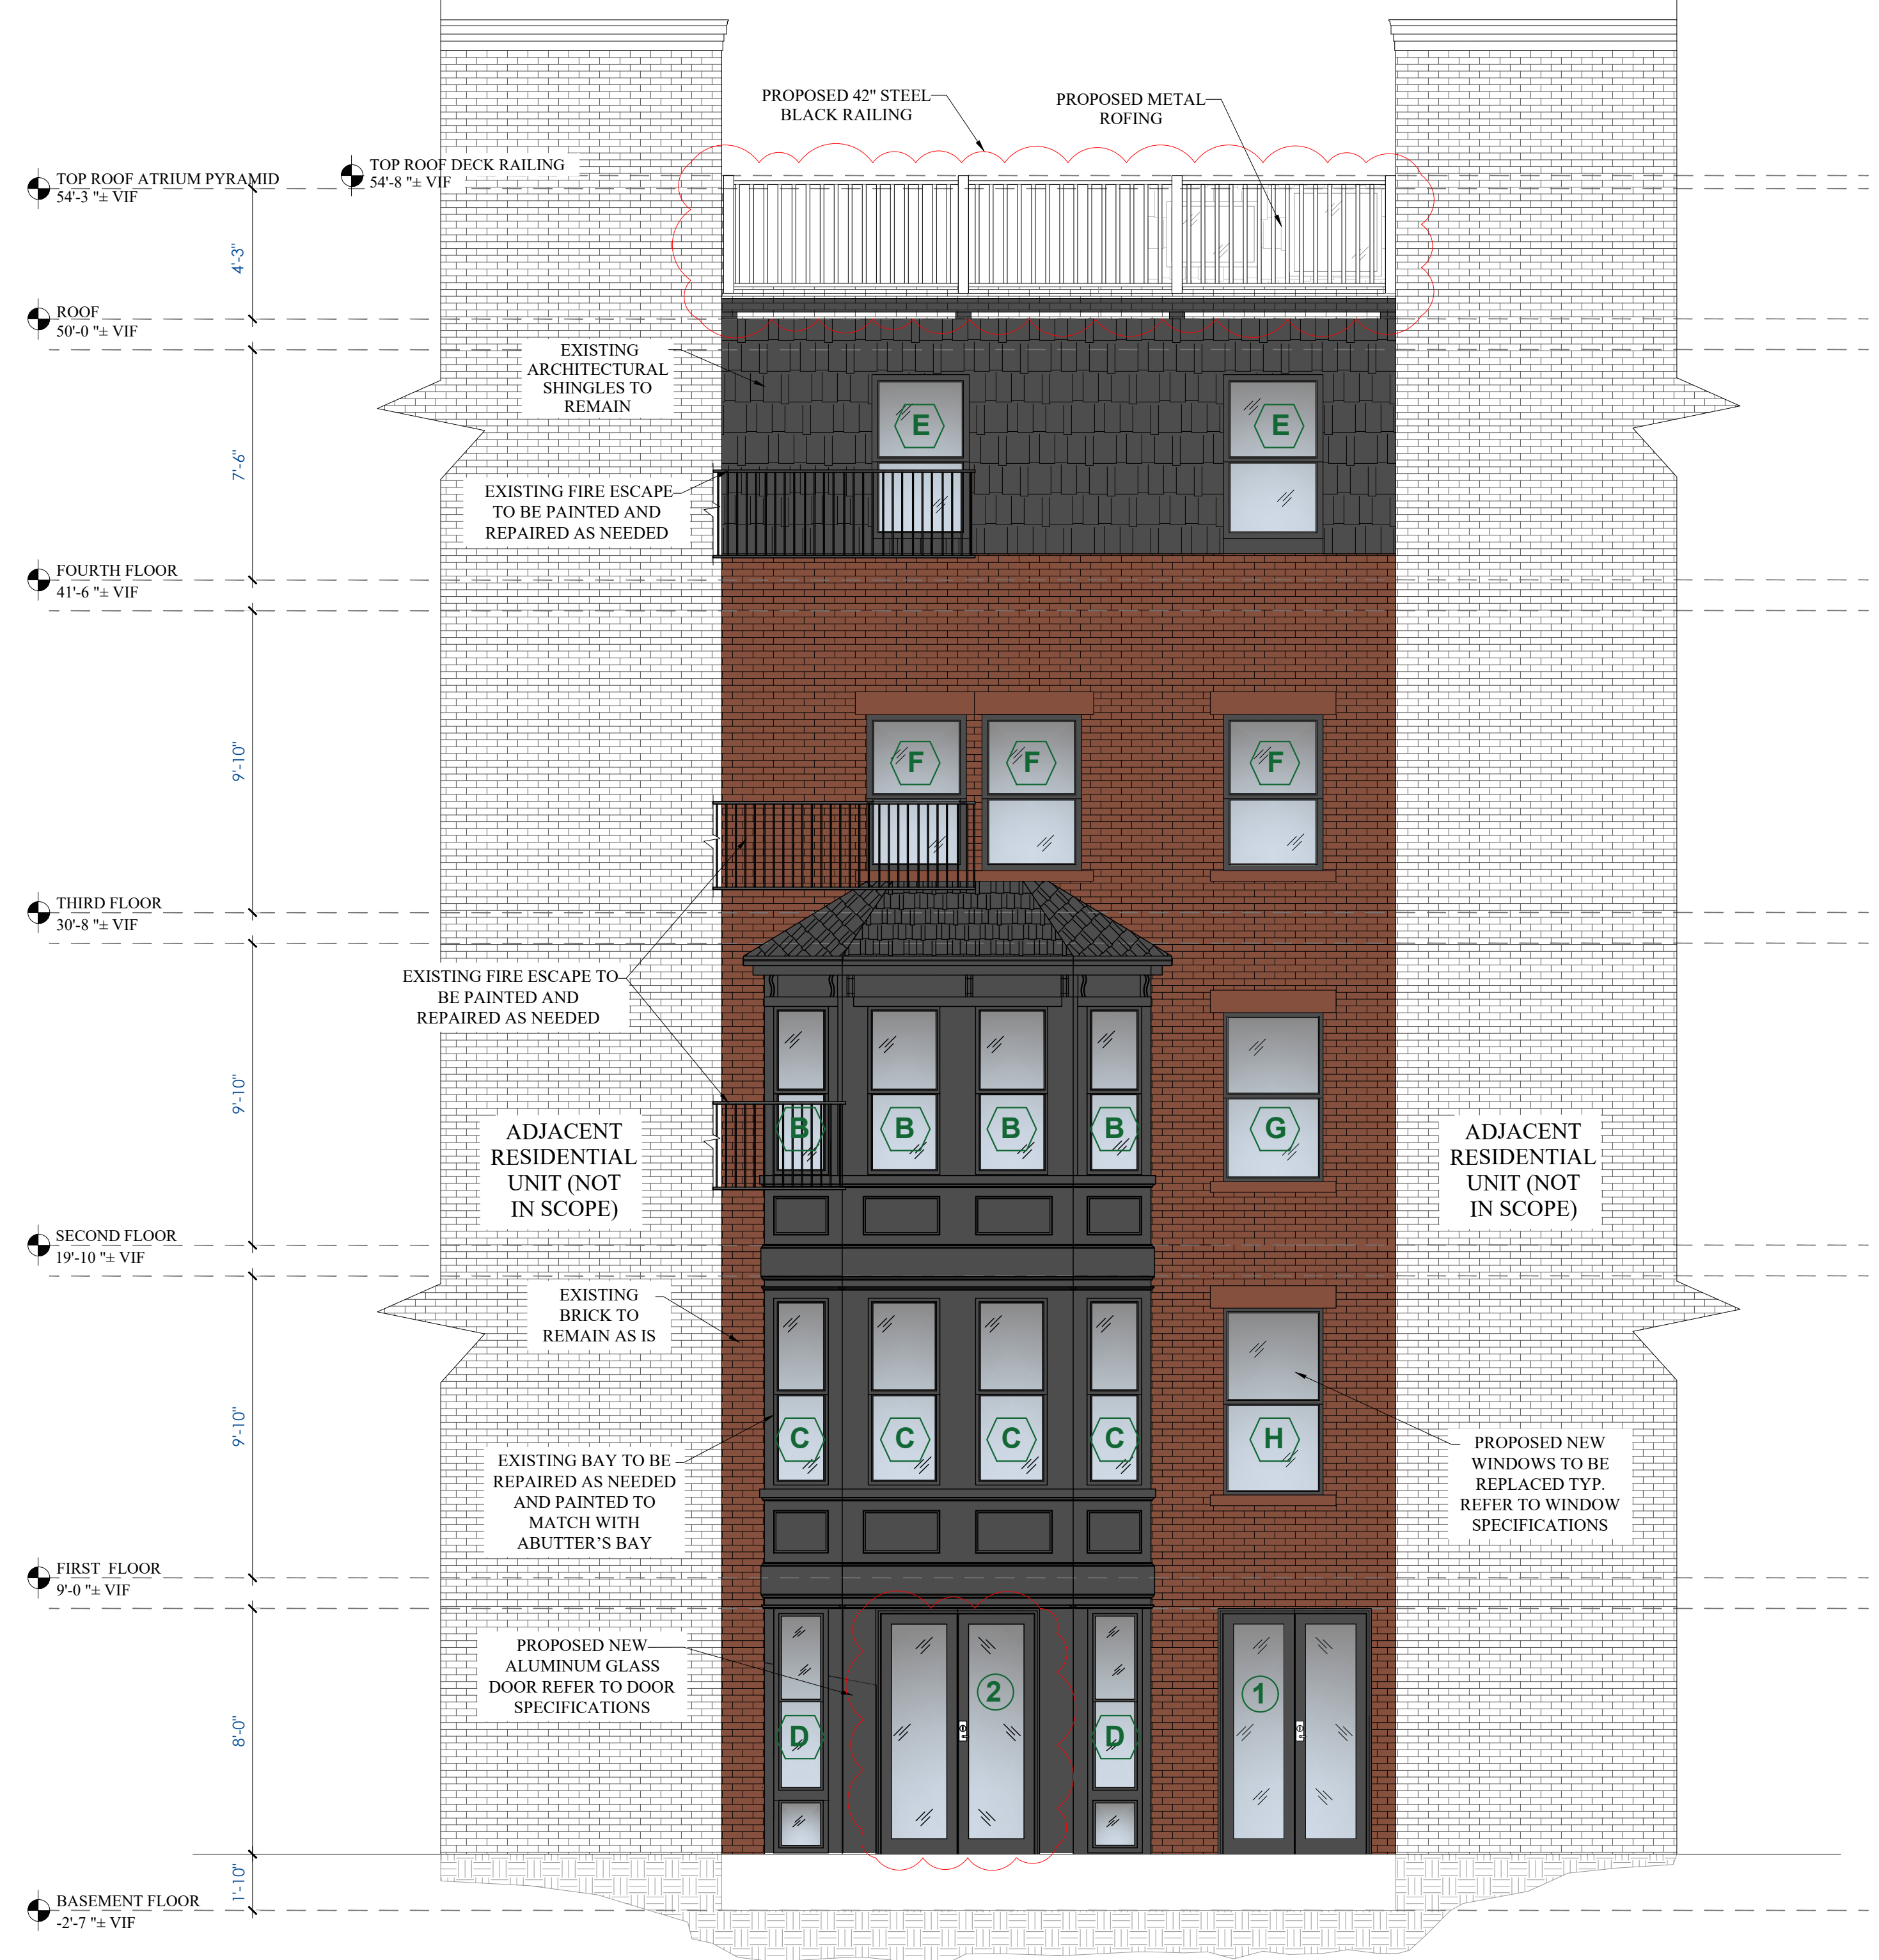 PROPOSED 42" STEEL
BLACK RAILING
PROPOSED METAL
ROFING
TOP ROOF DECK RAILING
54'-8 "± VIF
TOP ROOF ATRIUM PYRAMID
54'-3 "± VIF
4'-3"
ROOF
50'-0 "± VIF
EXISTING
ARCHITECTURAL
SHINGLES TO
REMAIN
E
E
7'-6"
EXISTING FIRE ESCAPE
TO BE PAINTED AND
REPAIRED AS NEEDED
FOURTH FLOOR
41'-6 "± VIF
F
F
F
9'-10"
THIRD FLOOR
30'-8 "± VIF
EXISTING FIRE ESCAPE TO
BE PAINTED AND
REPAIRED AS NEEDED
9'-10"
B
B
B
B
G
ADJACENT
RESIDENTIAL
UNIT (NOT
IN SCOPE)
ADJACENT
RESIDENTIAL
UNIT (NOT
IN SCOPE)
SECOND FLOOR
19'-10 "± VIF
EXISTING
BRICK TO
REMAIN AS IS
9'-10"
C
C
C
C
H
EXISTING BAY TO BE
REPAIRED AS NEEDED
AND PAINTED TO
MATCH WITH
ABUTTER'S BAY
PROPOSED NEW
WINDOWS TO BE
REPLACED TYP.
REFER TO WINDOW
SPECIFICATIONS
FIRST FLOOR
9'-0 "± VIF
PROPOSED NEW
ALUMINUM GLASS
DOOR REFER TO DOOR
SPECIFICATIONS
2
1
8'-0"
D
D
1'-10"
BASEMENT FLOOR
-2'-7 "± VIF